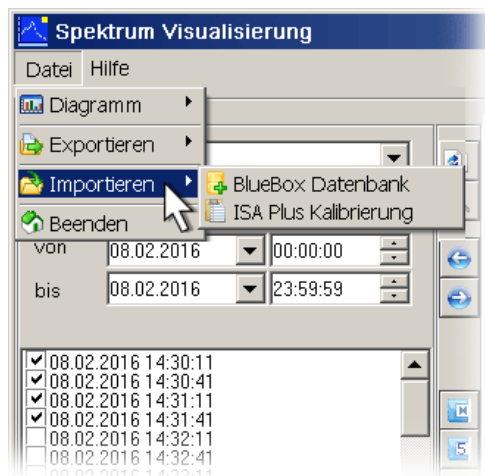 Spektrum Visualisierung
Datei Hilfe
Diagramm
Exportieren
Importieren
BlueBox Datenbank
ISA Plus Kalibrierung
Beenden
von 08.02.2016 00:00:00
bis 08.02.2016 23:59:59
08.02.2016 14:30:11
08.02.2016 14:30:41
08.02.2016 14:31:11
08.02.2016 14:31:41
08.02.2016 14:32:11
08.02.2016 14:32:41
5